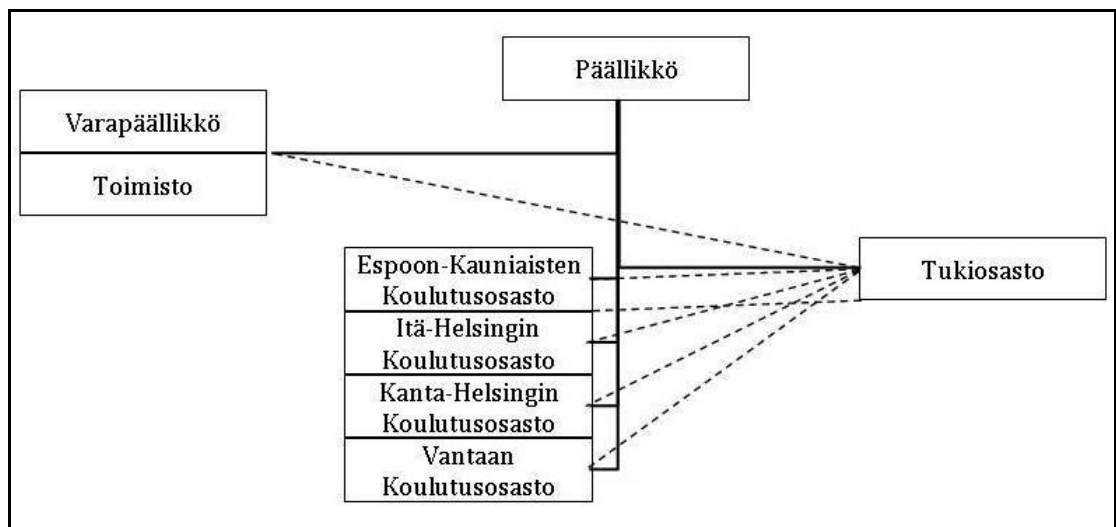 Päällikkö
Varapäällikkö
Toimisto
Espoon-Kauniaisten
Koulutusosasto
Itä-Helsingin
Koulutusosasto
Kanta-Helsingin
Koulutusosasto
Vantaan
Koulutusosasto
Tukiosasto